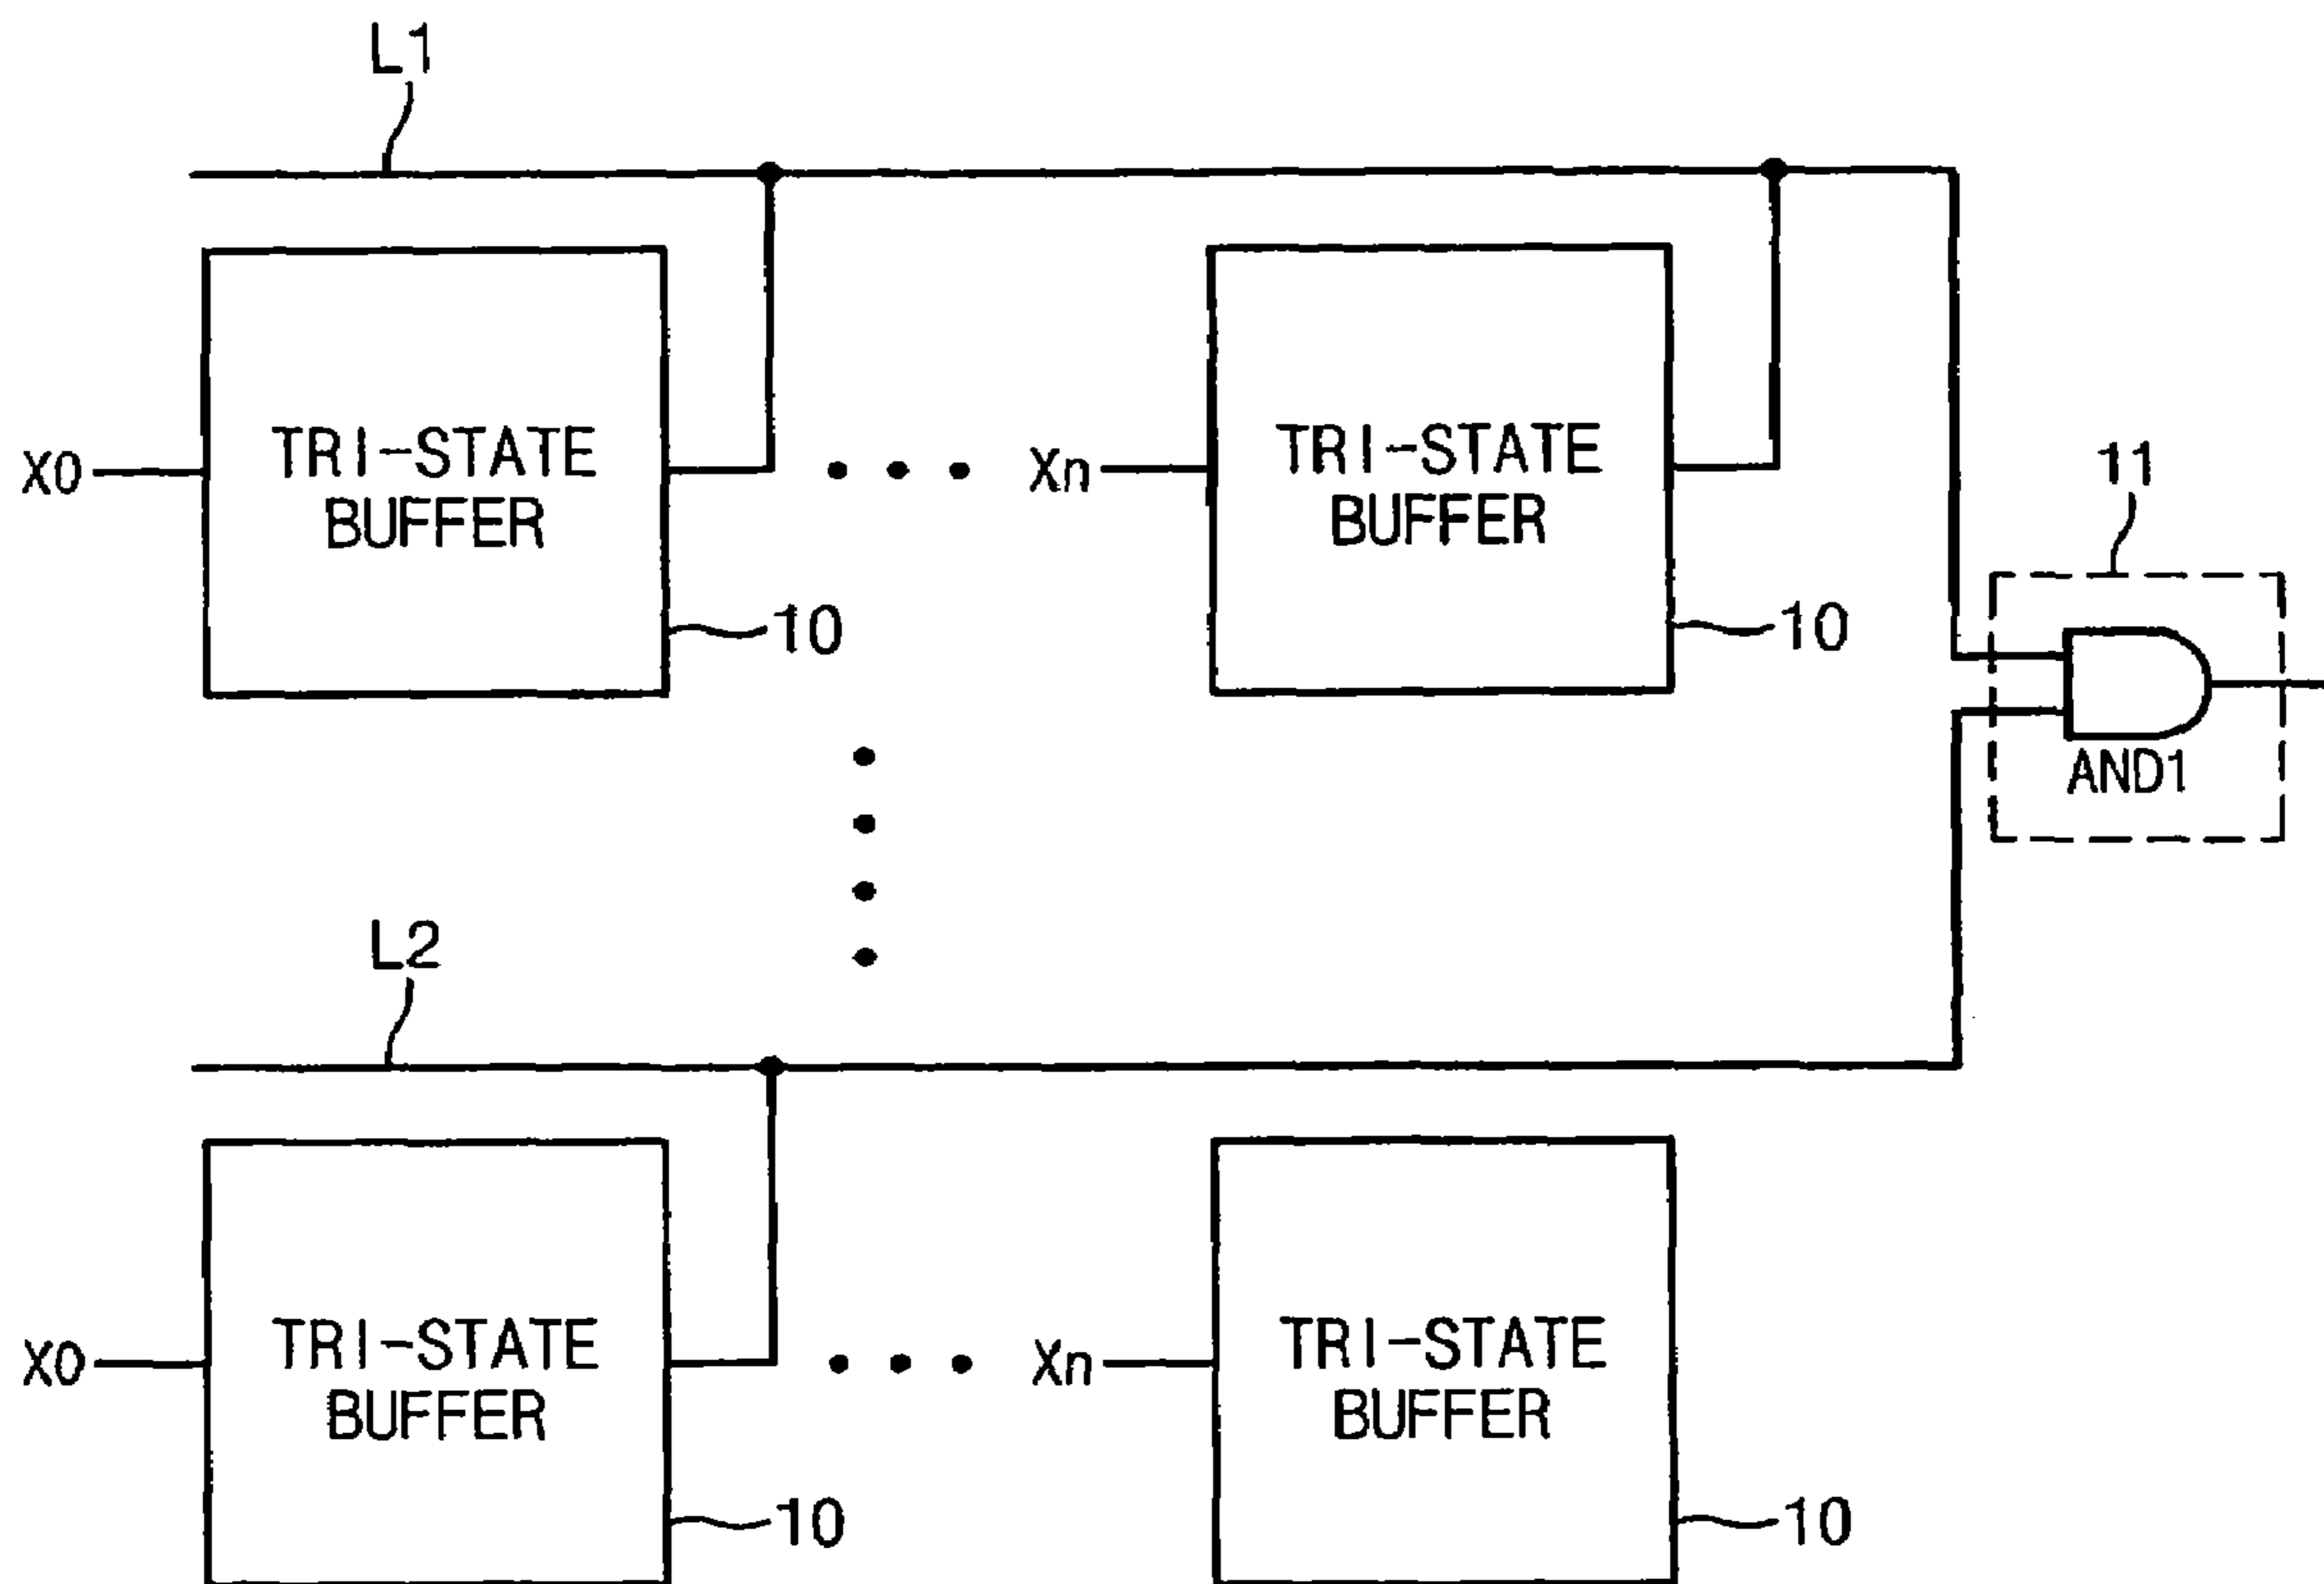 L1
X0
TRI-STATE
BUFFER
10
Xn
TRI-STATE
BUFFER
10
11
AND1
L2
X0
TRI-STATE
BUFFER
10
Xn
TRI-STATE
BUFFER
10